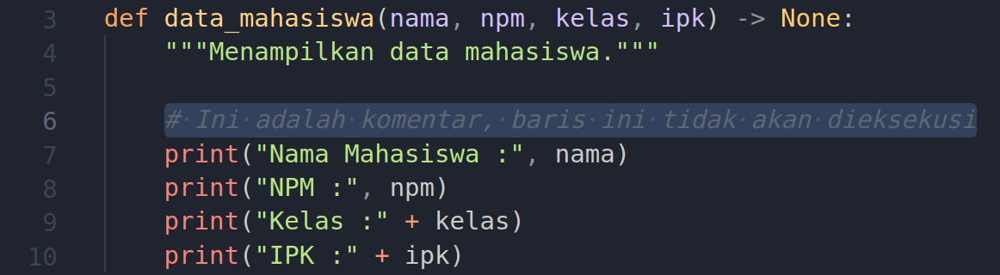 3 def data_mahasiswa(nama, npm, kelas, ipk) -> None:
4 """Menampilkan data mahasiswa."""
5
6 # Ini adalah komentar, baris ini tidak akan dieksekusi
7 print("Nama Mahasiswa :", nama)
8 print("NPM :", npm)
9 print("Kelas :" + kelas)
10 print("IPK :" + ipk)